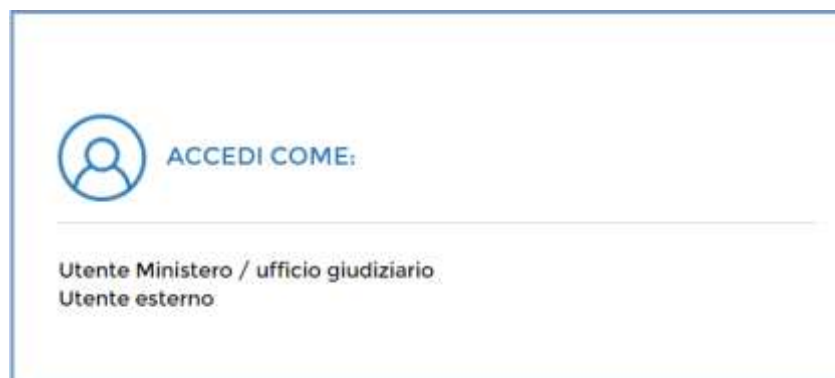 ACCEDI COME:
Utente Ministero / ufficio giudiziario
Utente esterno